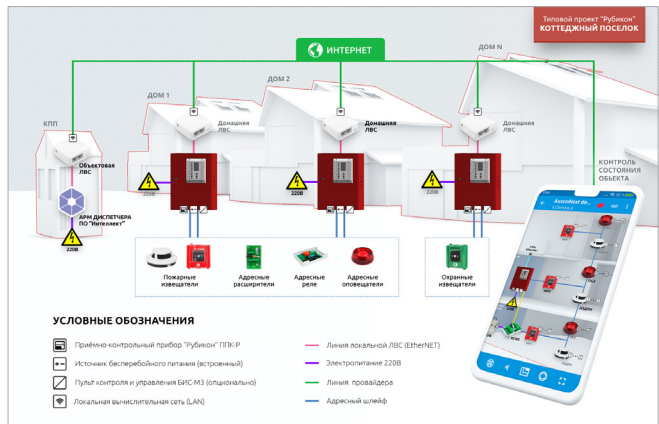 Типовой проект "Рубикон"
КОТТЕДЖНЫЙ ПОСЕЛОК
ИНТЕРНЕТ
ДОМ N
ДОМ 2
ДОМ 1
КПП
Домашняя
ЛВС
Домашняя
ЛВС
Домашняя
ЛВС
Объектовая
ЛВС
КОНТРОЛЬ
СОСТОЯНИЯ
ОБЪЕКТА
220В
220В
220В
АРМ ДИСПЕТЧЕРА
ПО "Интеллект"
220В
Пожарные
извещатели
Адресные
расширители
Адресные
реле
Адресные
оповещатели
Охранные
извещатели
УСЛОВНЫЕ ОБОЗНАЧЕНИЯ
Приёмно-контрольный прибор "Рубикон" ППК-Р
Источник бесперебойного питания (встроенный)
Пульт контроля и управления БИС-М3 (опционально)
Локальная вычислительная сеть (LAN)
Линия локальной ЛВС (EtherNET)
Электропитание 220В
Линия провайдера
Адресный шлейф